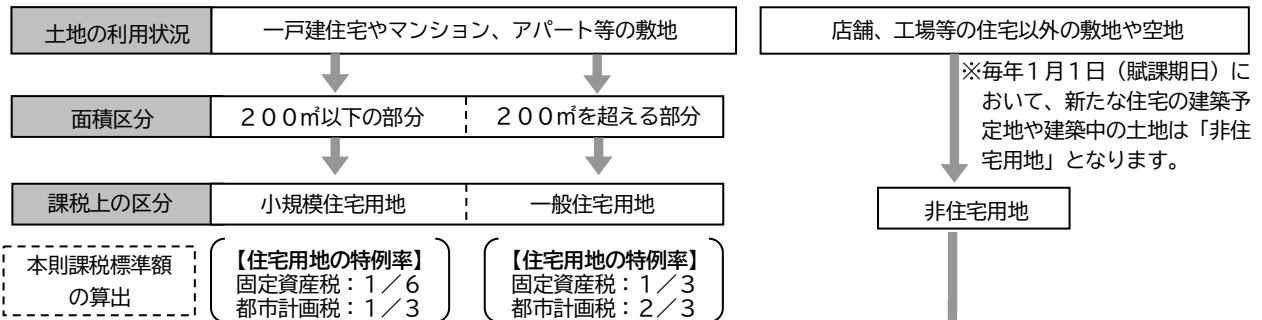 土地の利用状況
一戸建住宅やマンション、アパート等の敷地
店舗、工場等の住宅以外の敷地や空地
※毎年1月1日（賦課期日）に
おいて、新たな住宅の建築予
定地や建築中の土地は「非住
宅用地」となります。
面積区分
200㎡以下の部分
200㎡を超える部分
課税上の区分
小規模住宅用地
一般住宅用地
非住宅用地
本則課税標準額
の算出
【住宅用地の特例率】
固定資産税：1／6
都市計画税：1／3
【住宅用地の特例率】
固定資産税：1／3
都市計画税：2／3